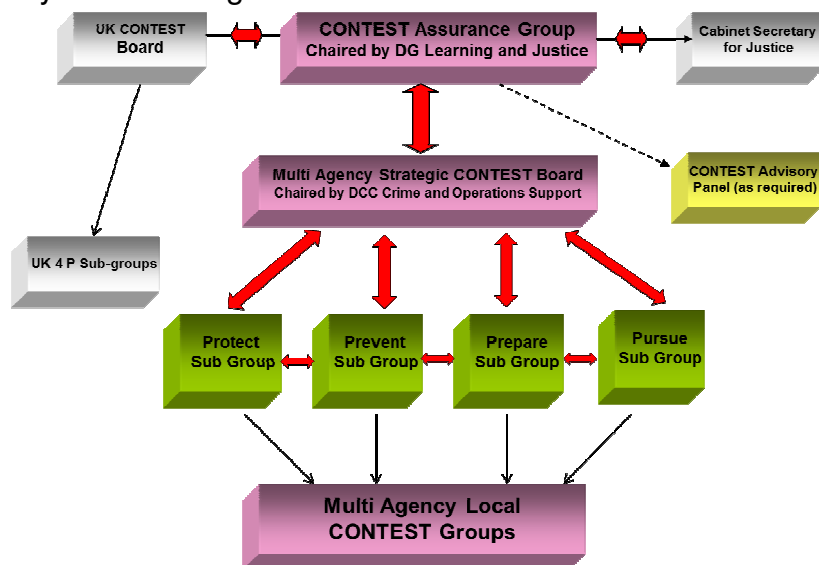 UK CONTEST
Board
CONTEST Assurance Group
Chaired by DG Learning and Justice
Cabinet Secretary
for Justice
Multi Agency Strategic CONTEST Board
Chaired by DCC Crime and Operations Support
CONTEST Advisory
Panel (as required)
UK 4 P Sub-groups
Protect
Sub Group
Prevent
Sub Group
Prepare
Sub Group
Pursue
Sub Group
Multi Agency Local
CONTEST Groups